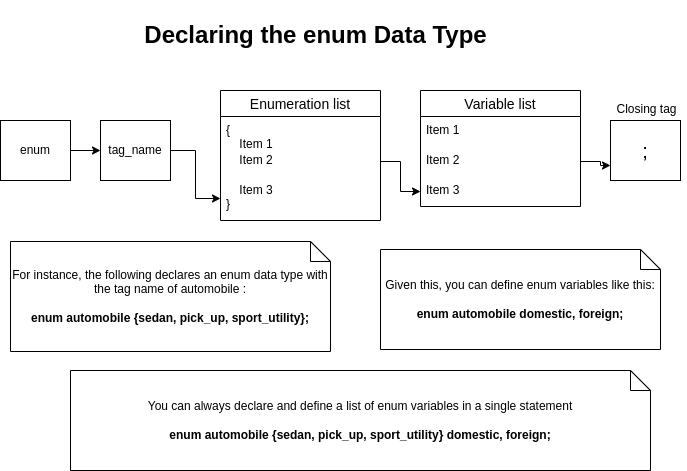 Declaring the enum Data Type
enum
tag_name
Enumeration list
{
Item 1
Item 2
Item 3
}
Variable list
Item 1
Item 2
Item 3
Closing tag
;
For instance, the following declares an enum data type with
the tag name of automobile :
enum automobile {sedan, pick_up, sport_utility};
Given this, you can define enum variables like this:
enum automobile domestic, foreign;
You can always declare and define a list of enum variables in a single statement
enum automobile {sedan, pick_up, sport_utility} domestic, foreign;